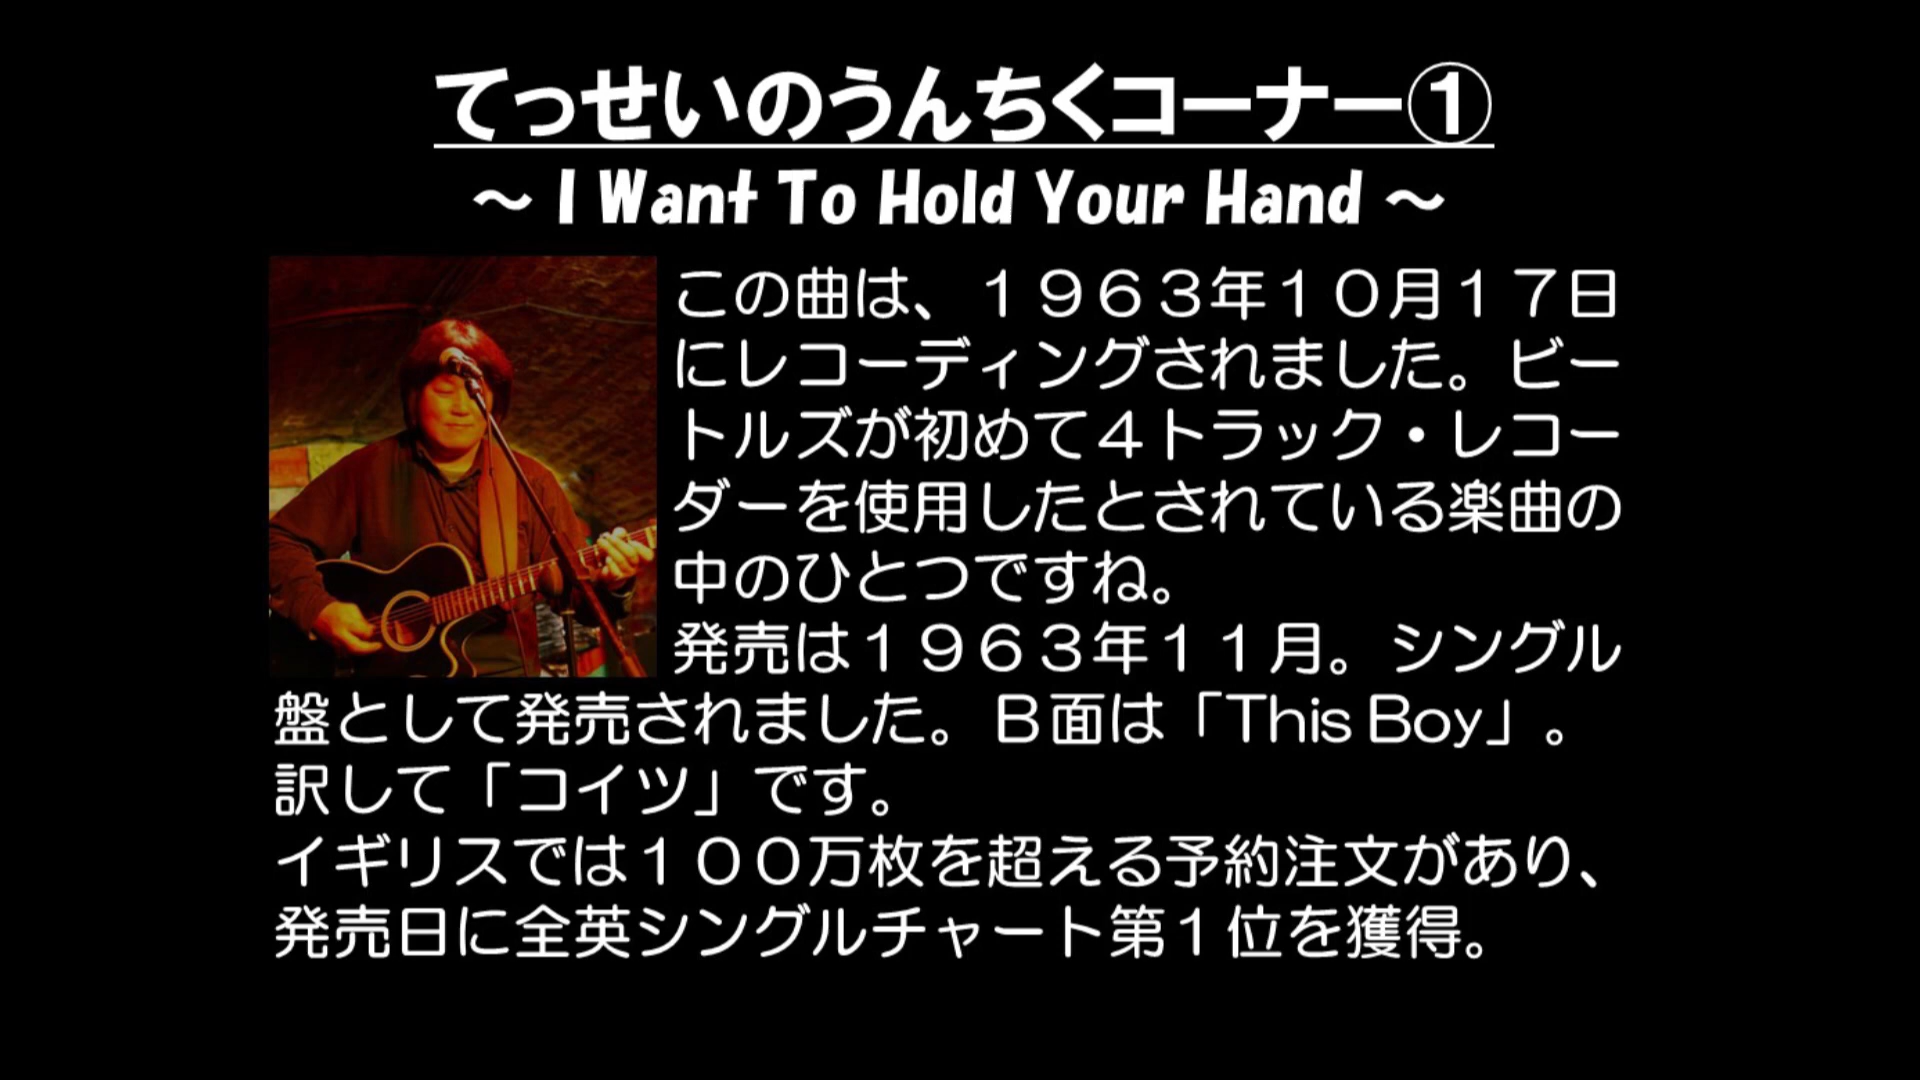 てっせいのうんちくコーナー①
～ I Want To Hold Your Hand ～
この曲は、１９６３年１０月１７日
にレコーディングされました。ビー
トルズが初めて４トラック・レコー
ダーを使用したとされている楽曲の
中のひとつですね。
発売は１９６３年１１月。シングル
盤として発売されました。Ｂ面は「This Boy」。
訳して「コイツ」です。
イギリスでは１００万枚を超える予約注文があり、
発売日に全英シングルチャート第１位を獲得。